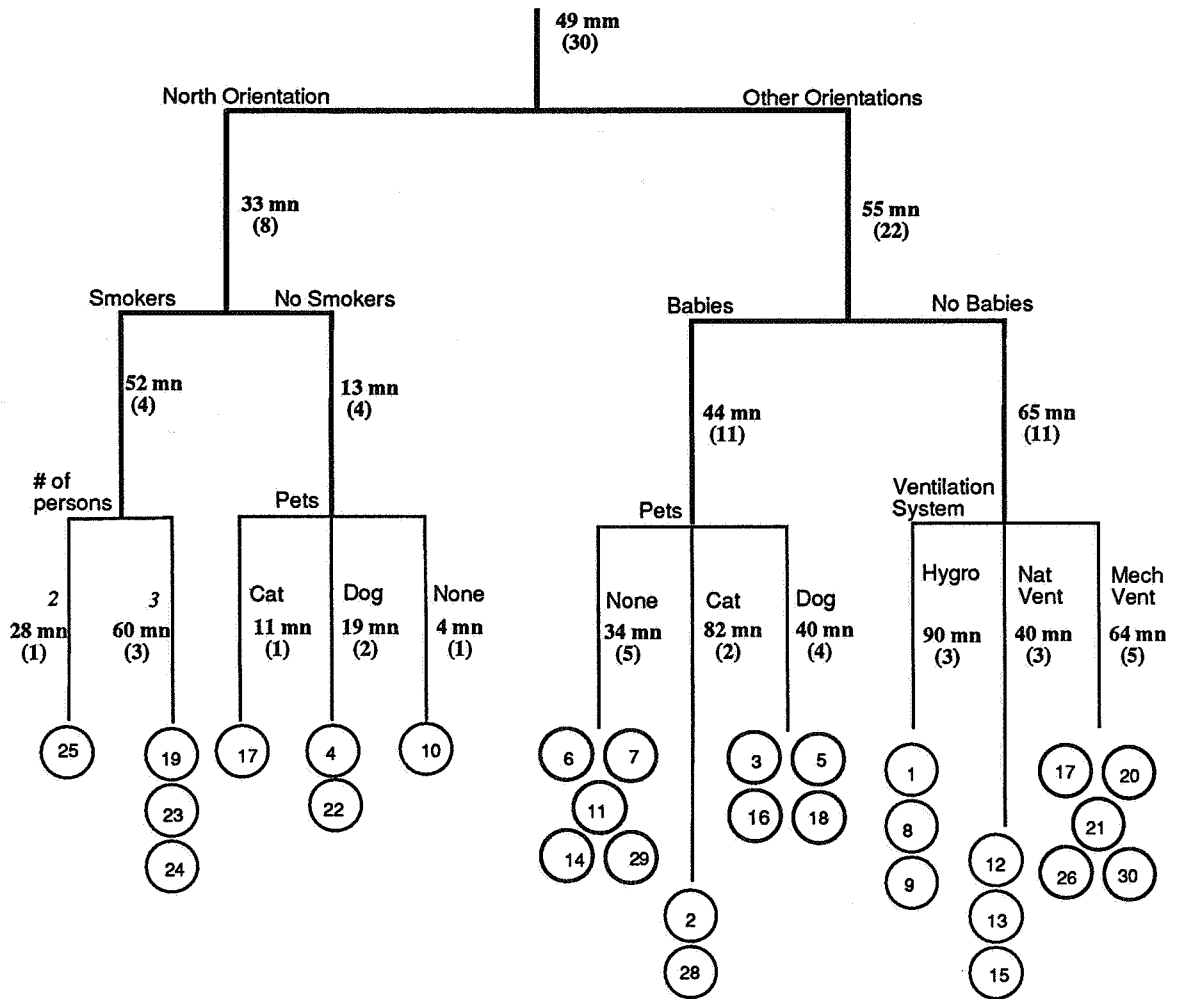 49 mm
(30)
North Orientation
Other Orientations
33 mn
(8)
55 mn
(22)
Smokers
No Smokers
Babies
No Babies
52 mn
(4)
13 mn
(4)
44 mn
(11)
65 mn
(11)
# of
persons
Pets
Pets
Ventilation
System
2
28 mn
(1)
3
60 mn
(3)
Cat
11 mn
(1)
Dog
19 mn
(2)
None
4 mn
(1)
None
34 mn
(5)
Cat
82 mn
(2)
Dog
40 mn
(4)
Hygro
90 mn
(3)
Nat
Vent
40 mn
(3)
Mech
Vent
64 mn
(5)
25
19
23
24
17
4
22
10
6
7
11
14
29
2
28
3
5
16
18
1
8
9
12
13
15
17
20
21
26
30